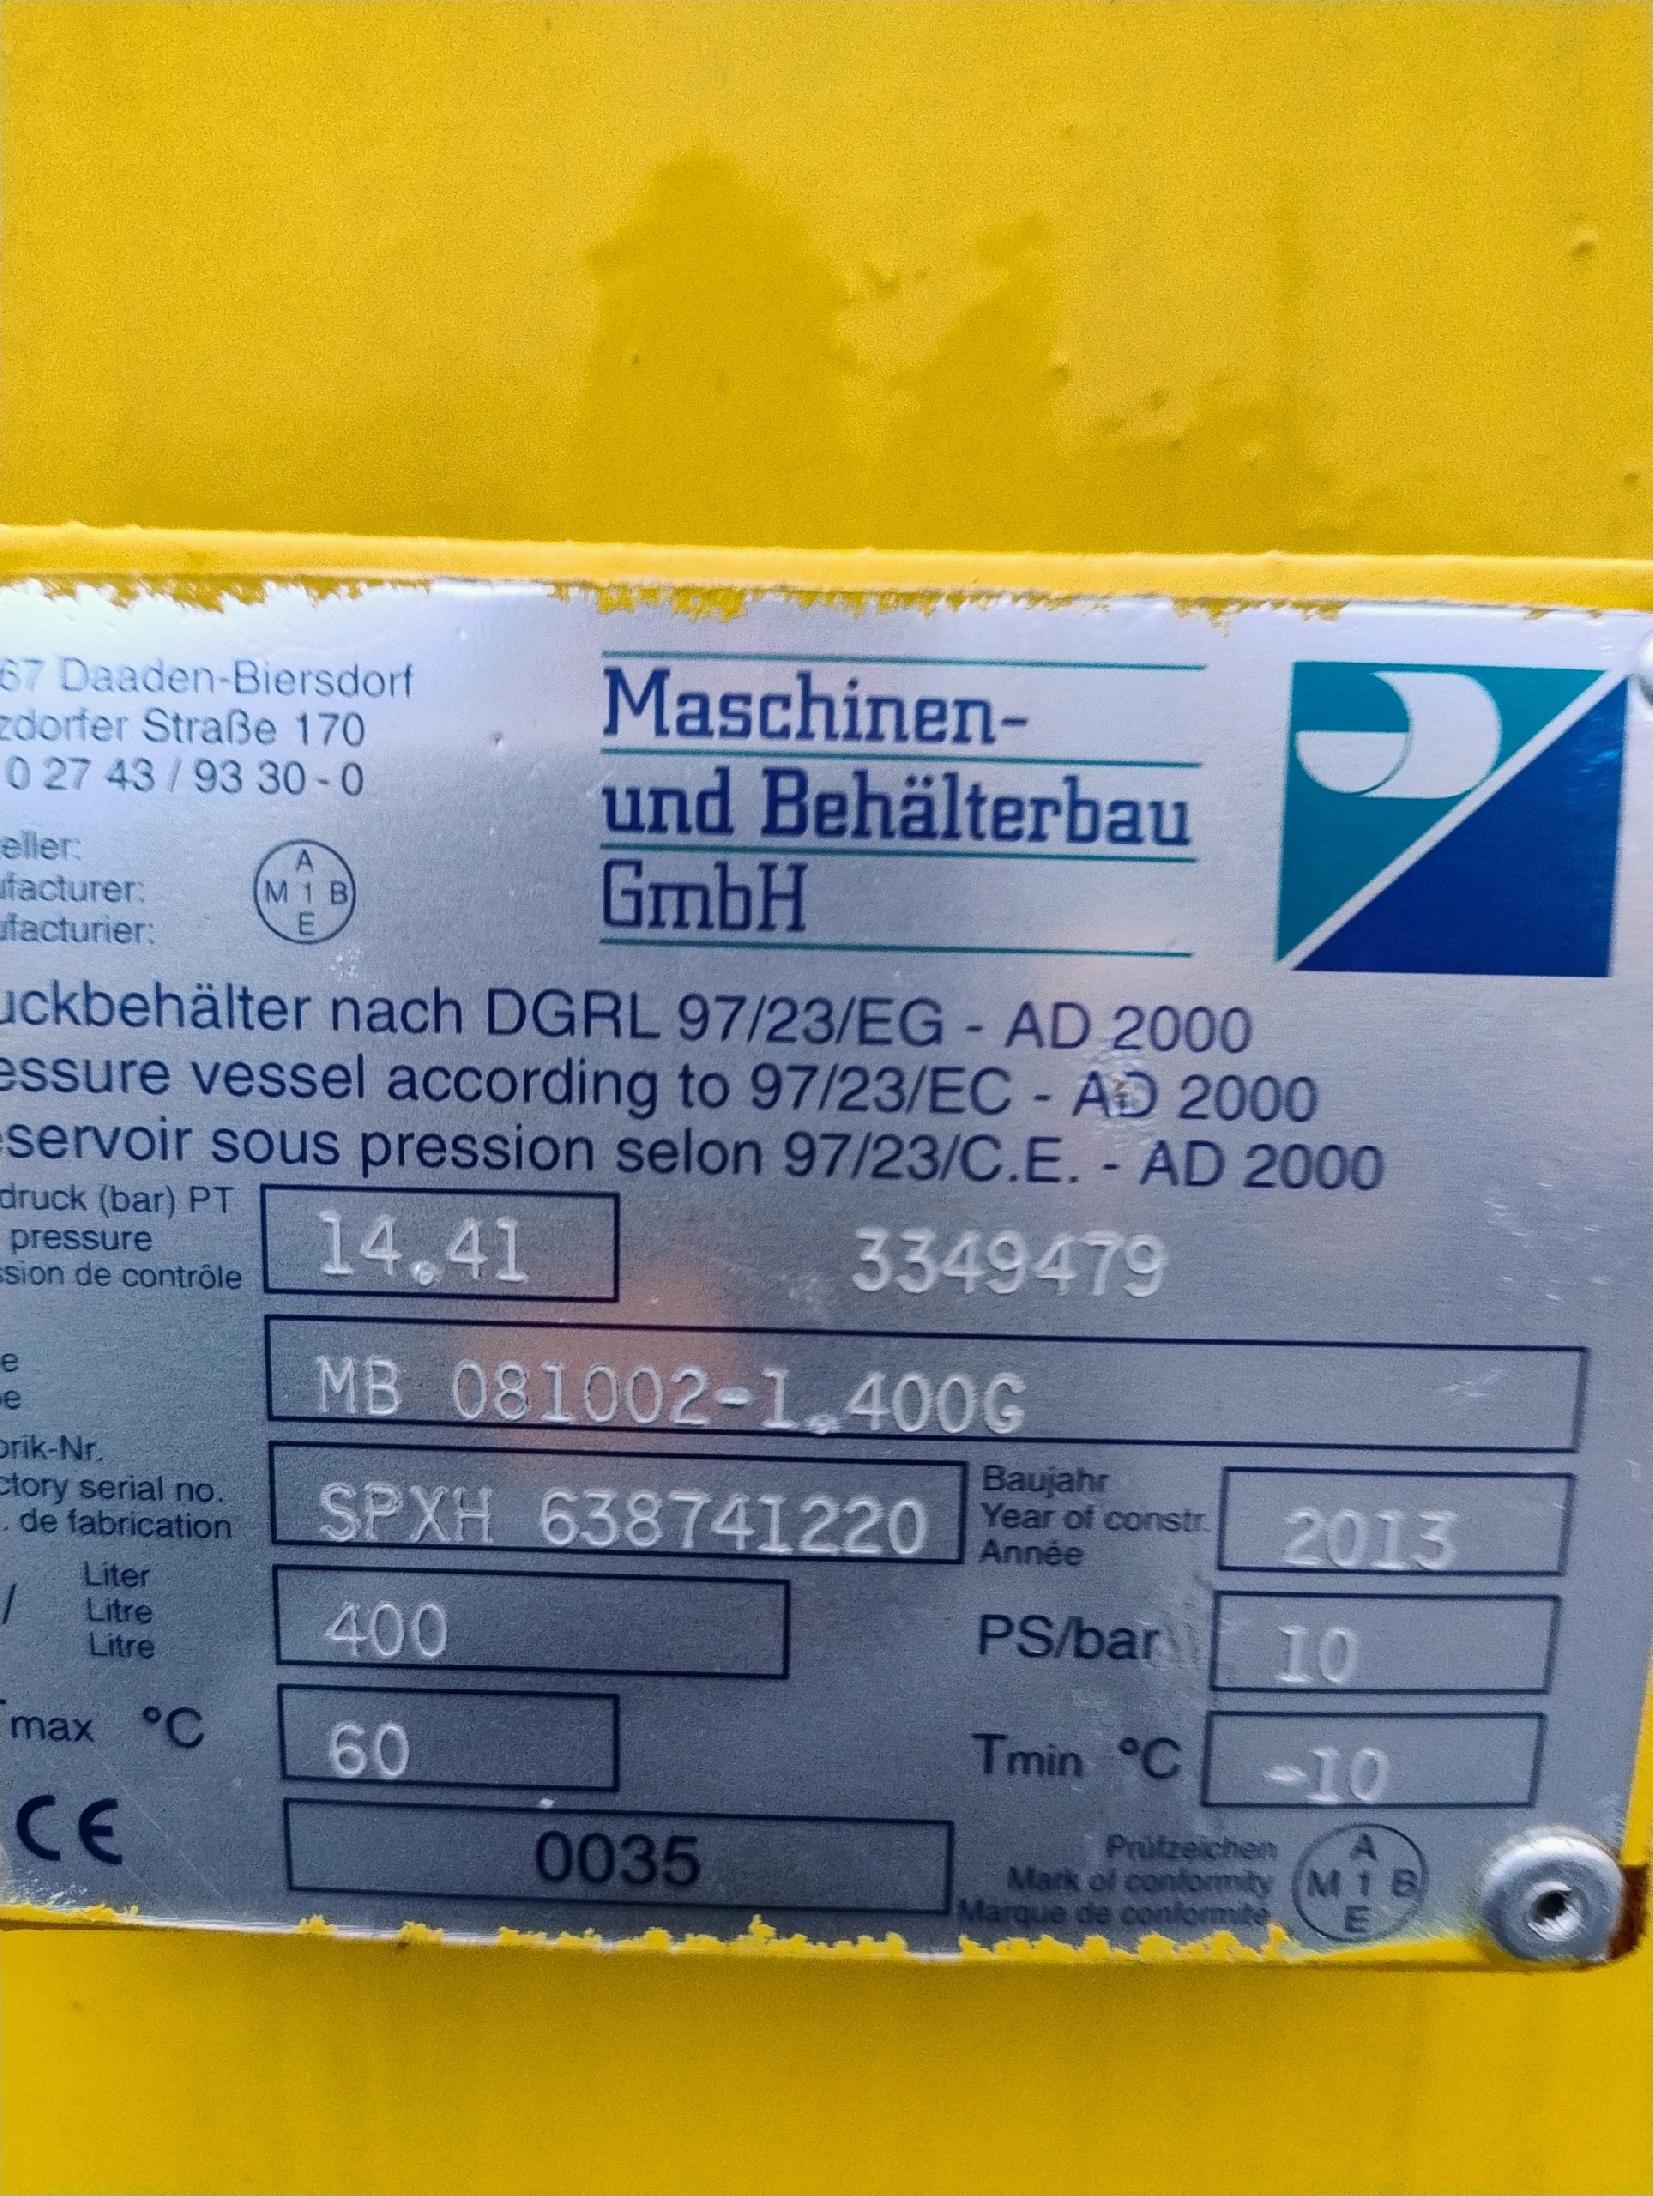 67 Daaden-Biersdorf
zdorfer Straße 170
0 27 43 / 93 30 - 0
eller:
ufacturer:
ufacturier:
A
M 1 B
E
Maschinen-
und Behälterbau
GmbH
uckbehälter nach DGRL 97/23/EG - AD 2000
essure vessel according to 97/23/EC - AD 2000
servoir sous pression selon 97/23/C.E. - AD 2000
druck (bar) PT
pressure
ssion de contrôle
14.41
3349479
e
e
MB 081002-1.400G
brik-Nr.
ctory serial no.
. de fabrication
SPXH 638741220
Baujahr
Year of constr.
Année
2013
/
Liter
Litre
Litre
400
PS/bar
10
Tmax °C
60
Tmin °C
-10
CE
0035
Prüfzeichen
Mark of conformity
Marque de conformité
A
M 1 B
E